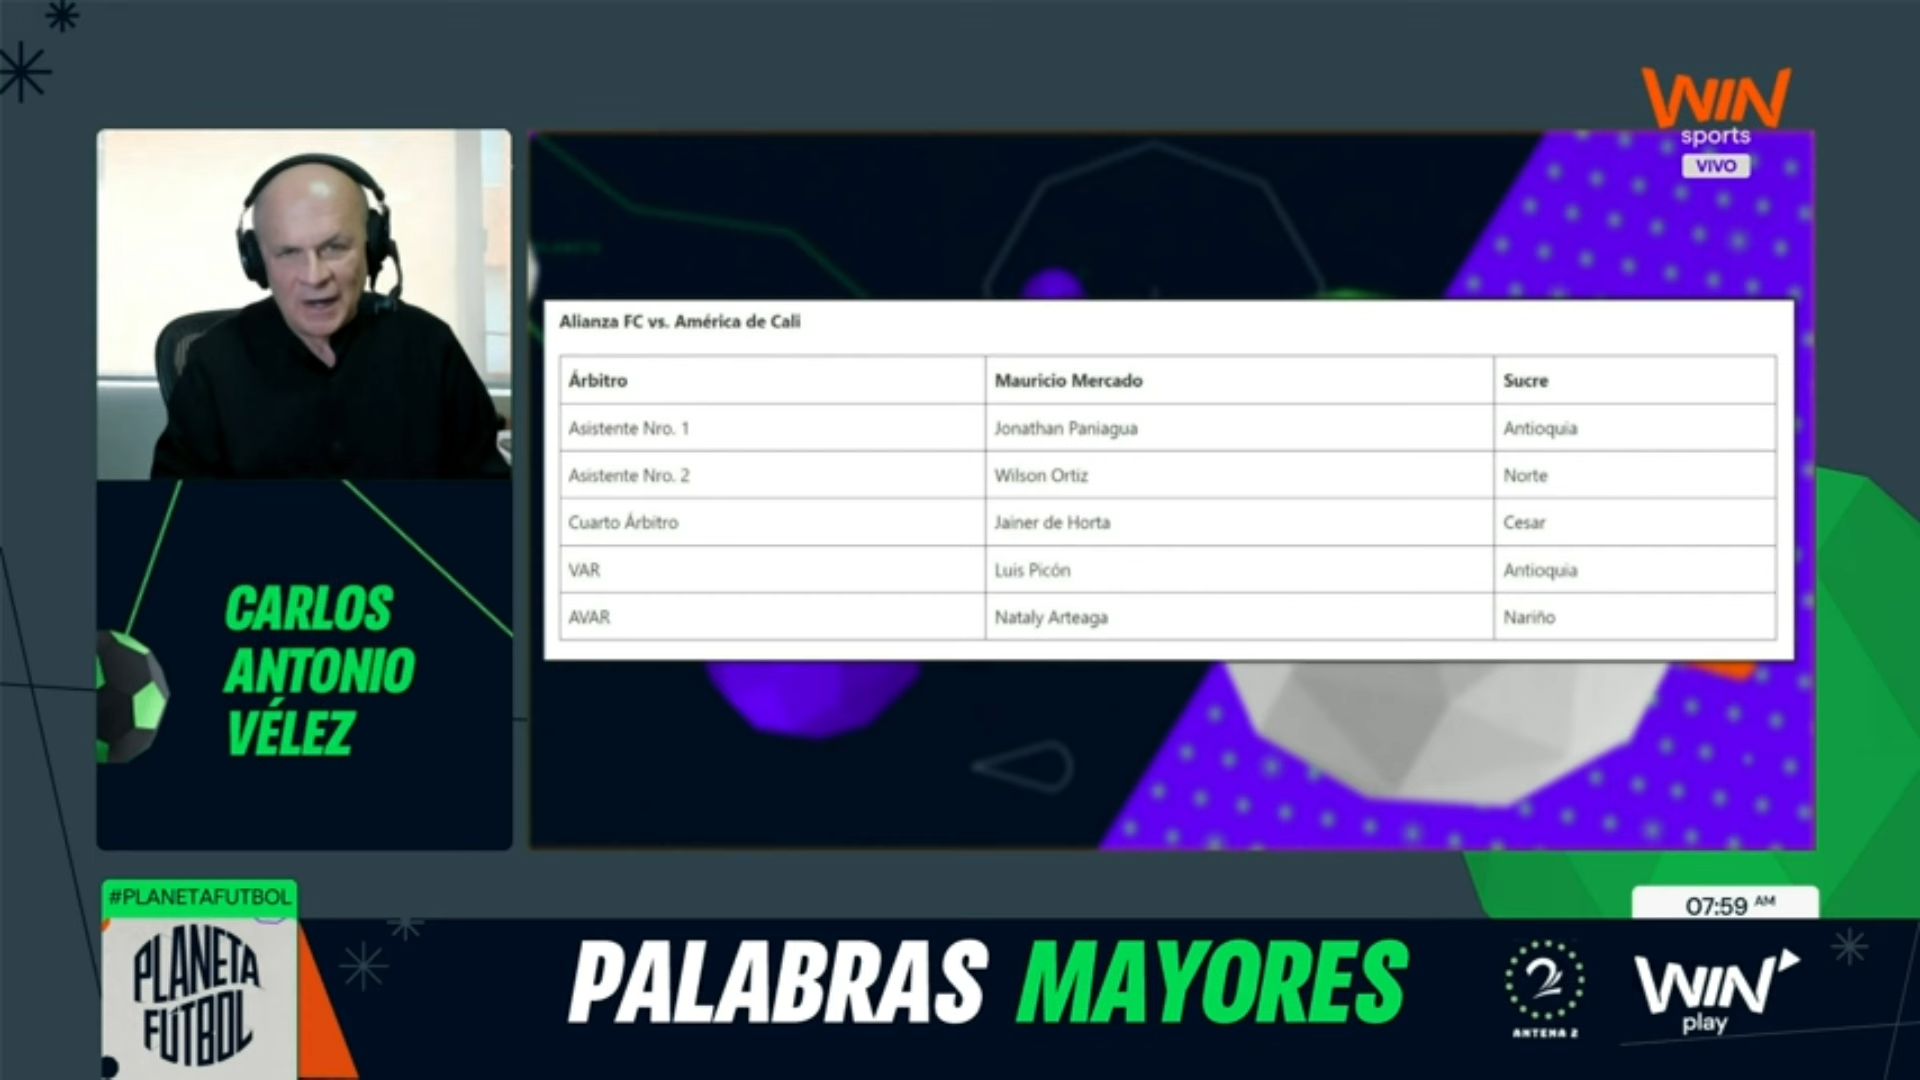 WIN
sports
VIVO
Alianza FC vs. América de Cali
Árbitro Mauricio Mercado Sucre
Asistente Nro. 1 Jonathan Paniagua Antioquia
Asistente Nro. 2 Wilson Ortiz Norte
Cuarto Árbitro Jainer de Horta Cesar
VAR Luis Picón Antioquia
AVAR Nataly Arteaga Nariño
CARLOS
ANTONIO
VÉLEZ
#PLANETAFUTBOL
PLANETA
FÚTBOL
07:59 AM
PALABRAS MAYORES
2
ANTENA 2
WIN
play